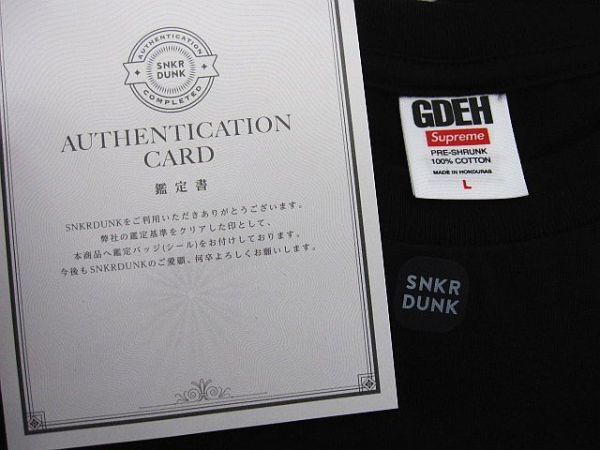 AUTHENTICATION
SNKR
DUNK
COMPLETED
AUTHENTICATION
CARD
鑑定書
SNKRDUNKをご利用いただきありがとうございます。
弊社の鑑定基準をクリアした印として、
本商品へ鑑定バッジ(シール)をお付けしております。
今後もSNKRDUNKのご愛顧、何卒よろしくお願いします。
GDEH
Supreme
PRE-SHRUNK
100% COTTON
MADE IN HONDURAS
L
SNKR
DUNK